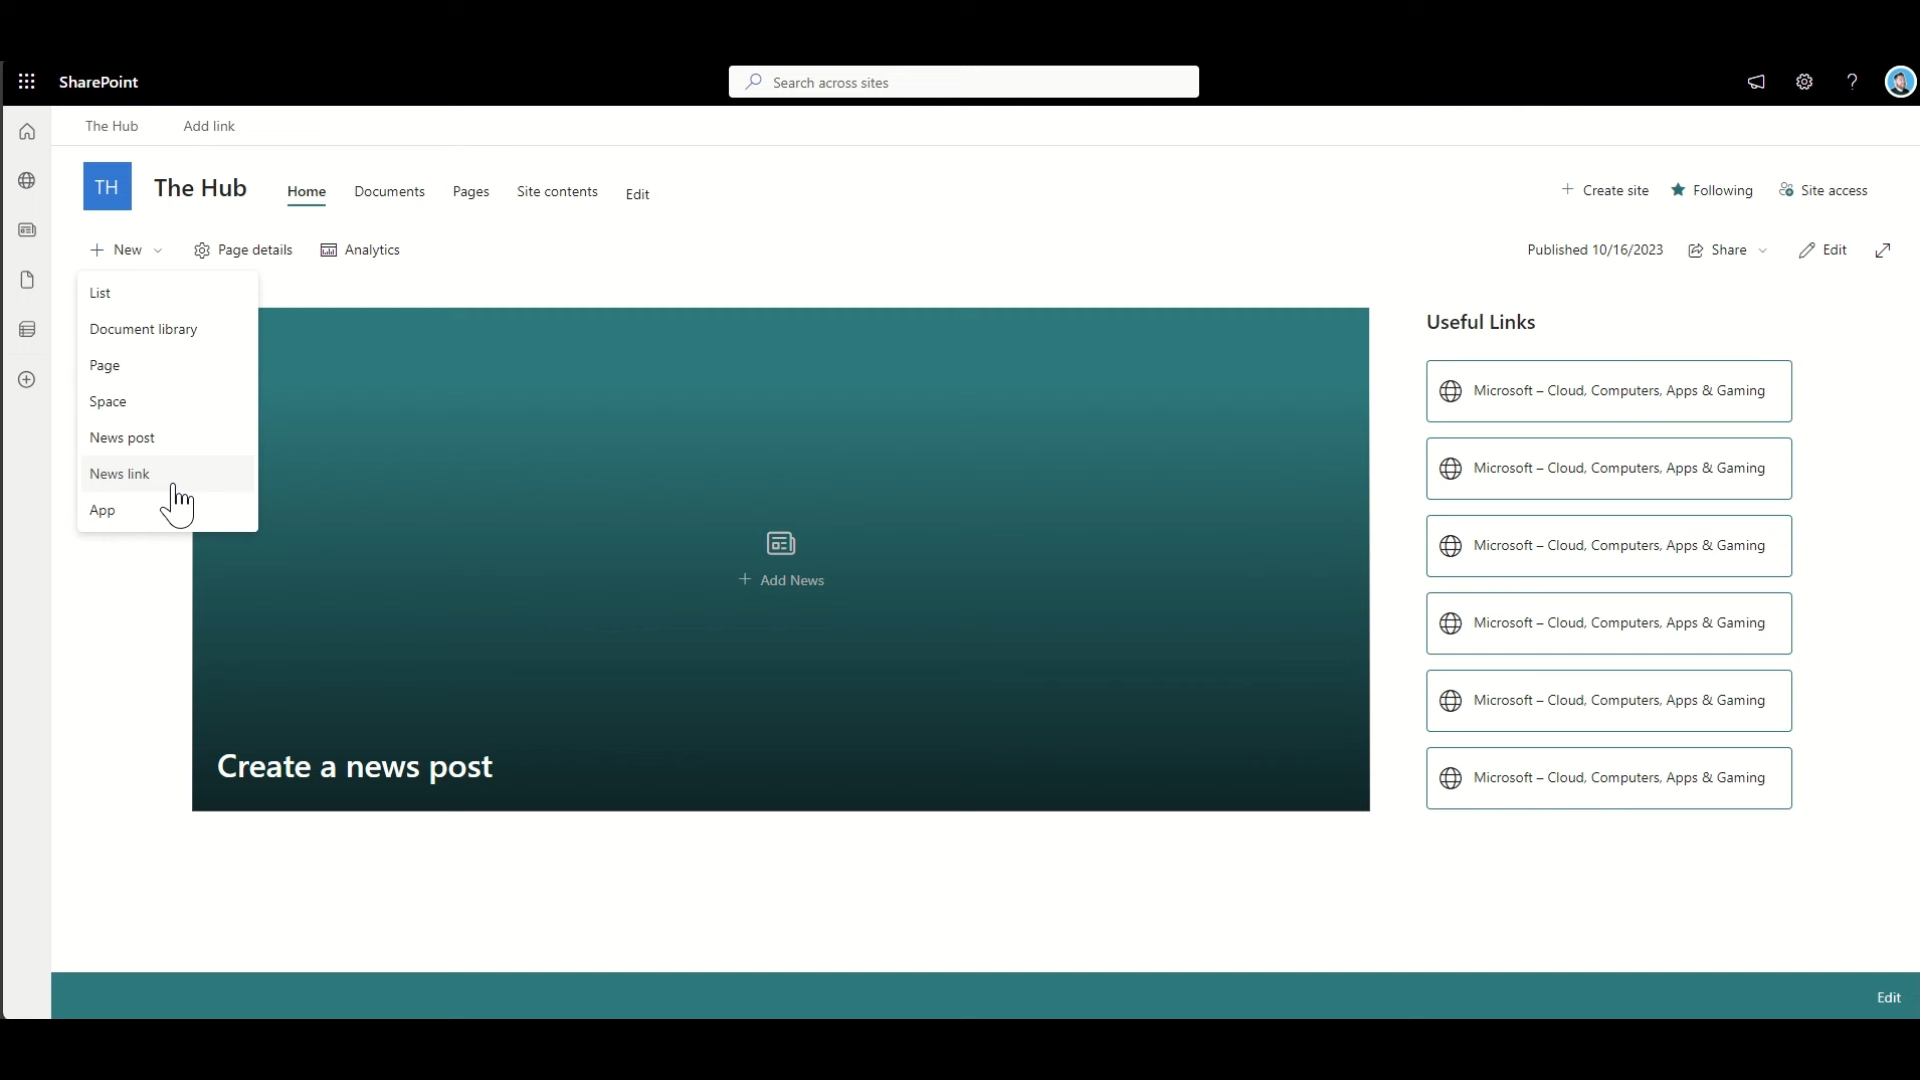 SharePoint
Search across sites
?
The Hub
Add link
TH
The Hub
Home
Documents
Pages
Site contents
Edit
+ Create site
Following
Site access
+ New
Page details
Analytics
Published 10/16/2023
Share
Edit
List
Document library
Page
Space
News post
News link
App
+ Add News
Create a news post
Useful Links
Microsoft – Cloud, Computers, Apps & Gaming
Microsoft – Cloud, Computers, Apps & Gaming
Microsoft – Cloud, Computers, Apps & Gaming
Microsoft – Cloud, Computers, Apps & Gaming
Microsoft – Cloud, Computers, Apps & Gaming
Microsoft – Cloud, Computers, Apps & Gaming
Edit